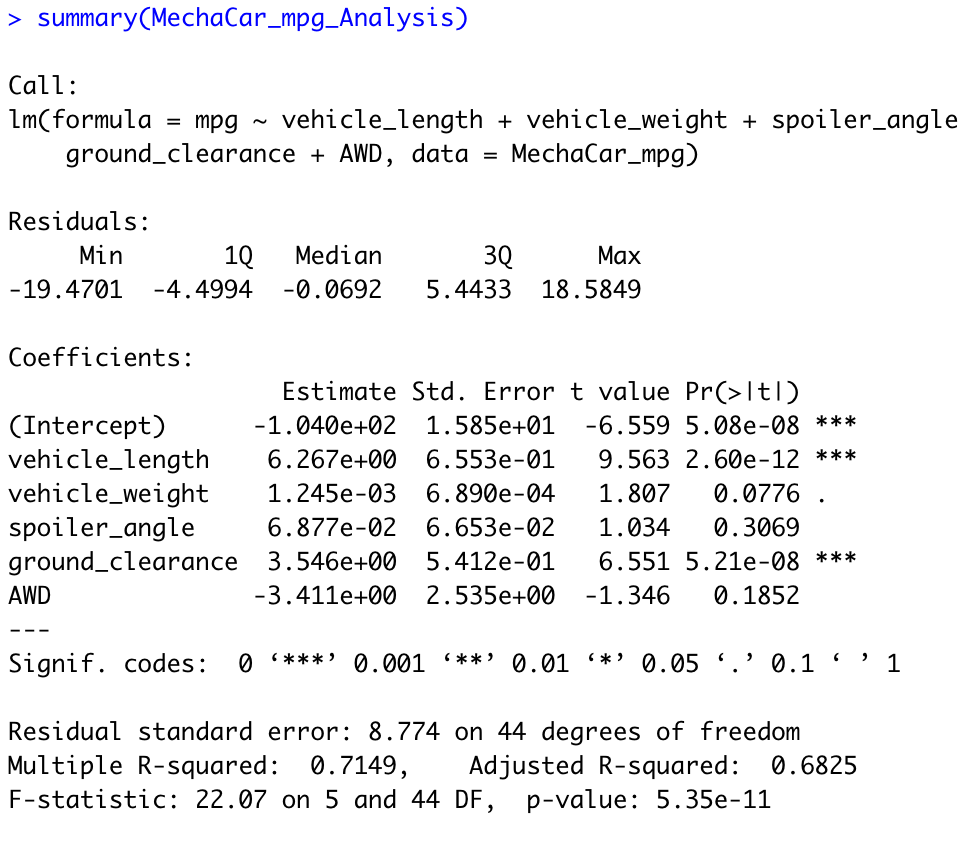 > summary(MechaCar_mpg_Analysis)
Call:
lm(formula = mpg ~ vehicle_length + vehicle_weight + spoiler_angle
    ground_clearance + AWD, data = MechaCar_mpg)
Residuals:
     Min       1Q   Median       3Q      Max
-19.4701  -4.4994  -0.0692   5.4433  18.5849
Coefficients:
                   Estimate Std. Error t value Pr(>|t|)
(Intercept)      -1.040e+02  1.585e+01  -6.559 5.08e-08 ***
vehicle_length    6.267e+00  6.553e-01   9.563 2.60e-12 ***
vehicle_weight    1.245e-03  6.890e-04   1.807   0.0776 .
spoiler_angle     6.877e-02  6.653e-02   1.034   0.3069
ground_clearance  3.546e+00  5.412e-01   6.551 5.21e-08 ***
AWD              -3.411e+00  2.535e+00  -1.346   0.1852
---
Signif. codes:  0 ‘***’ 0.001 ‘**’ 0.01 ‘*’ 0.05 ‘.’ 0.1 ‘ ’ 1
Residual standard error: 8.774 on 44 degrees of freedom
Multiple R-squared:  0.7149,	Adjusted R-squared:  0.6825
F-statistic: 22.07 on 5 and 44 DF,  p-value: 5.35e-11